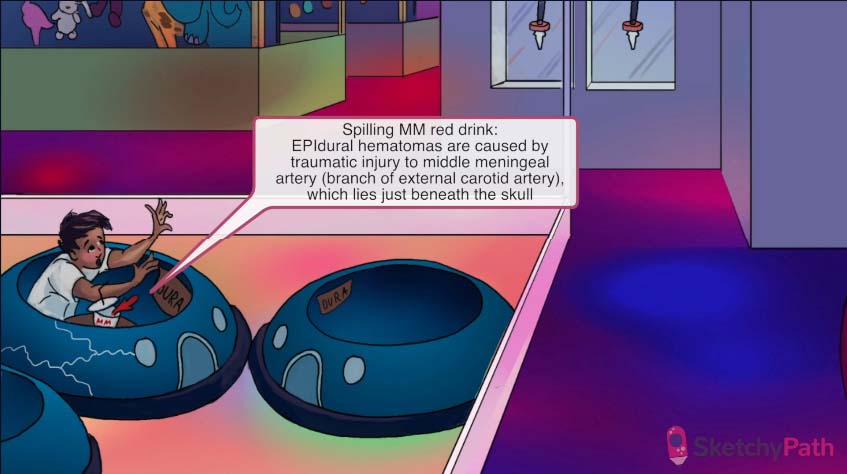 Spilling MM red drink:
EPIdural hematomas are caused by
traumatic injury to middle meningeal
artery (branch of external carotid artery),
which lies just beneath the skull
DURA
DURA
MM
SketchyPath